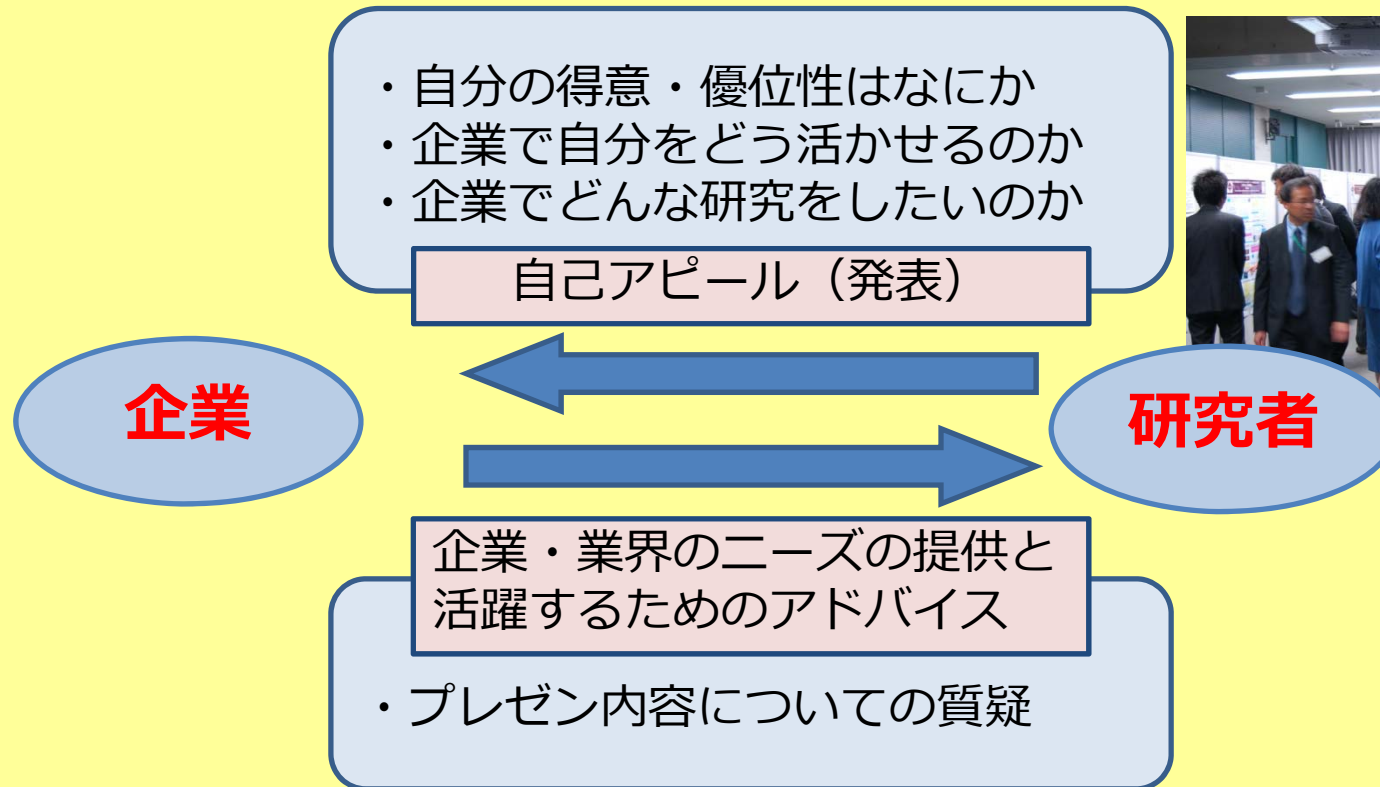 ・自分の得意・優位性はなにか
・企業で自分をどう活かせるのか
・企業でどんな研究をしたいのか
自己アピール（発表）
企業
研究者
企業・業界のニーズの提供と
活躍するためのアドバイス
・プレゼン内容についての質疑